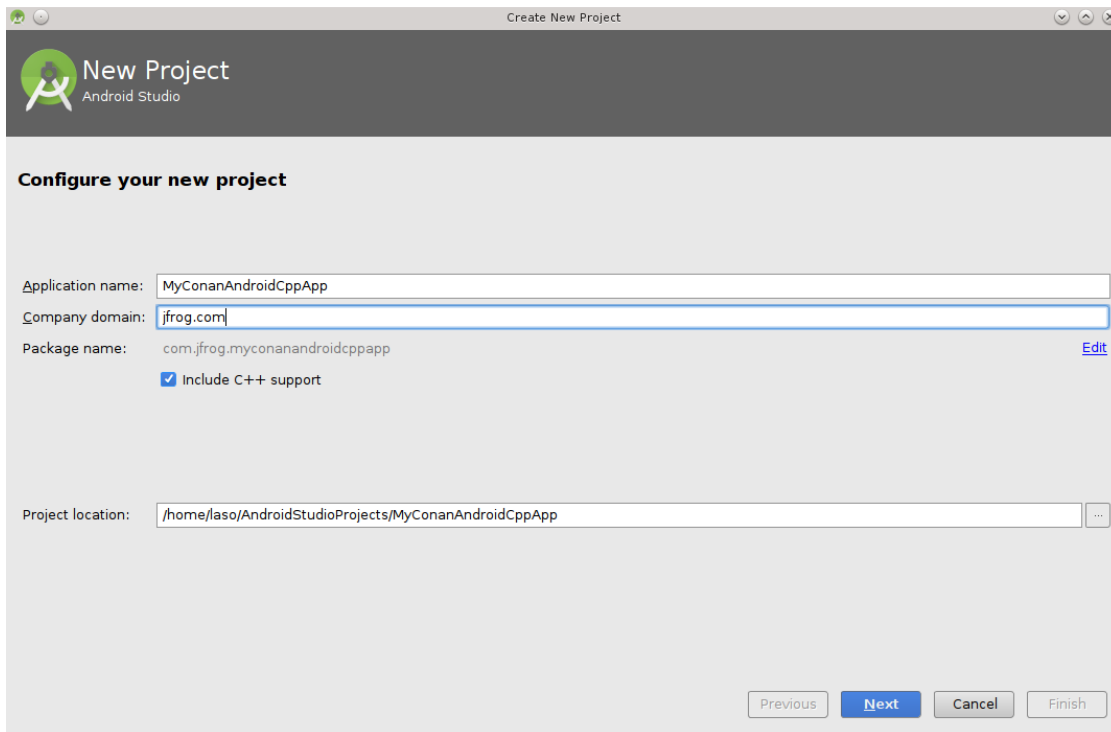 Create New Project
New Project
Android Studio
Configure your new project
Application name: MyConanAndroidCppApp
Company domain: jfrog.com
Package name: com.jfrog.myconanandroidcppapp Edit
Include C++ support
Project location: /home/laso/AndroidStudioProjects/MyConanAndroidCppApp ...
Previous Next Cancel Finish